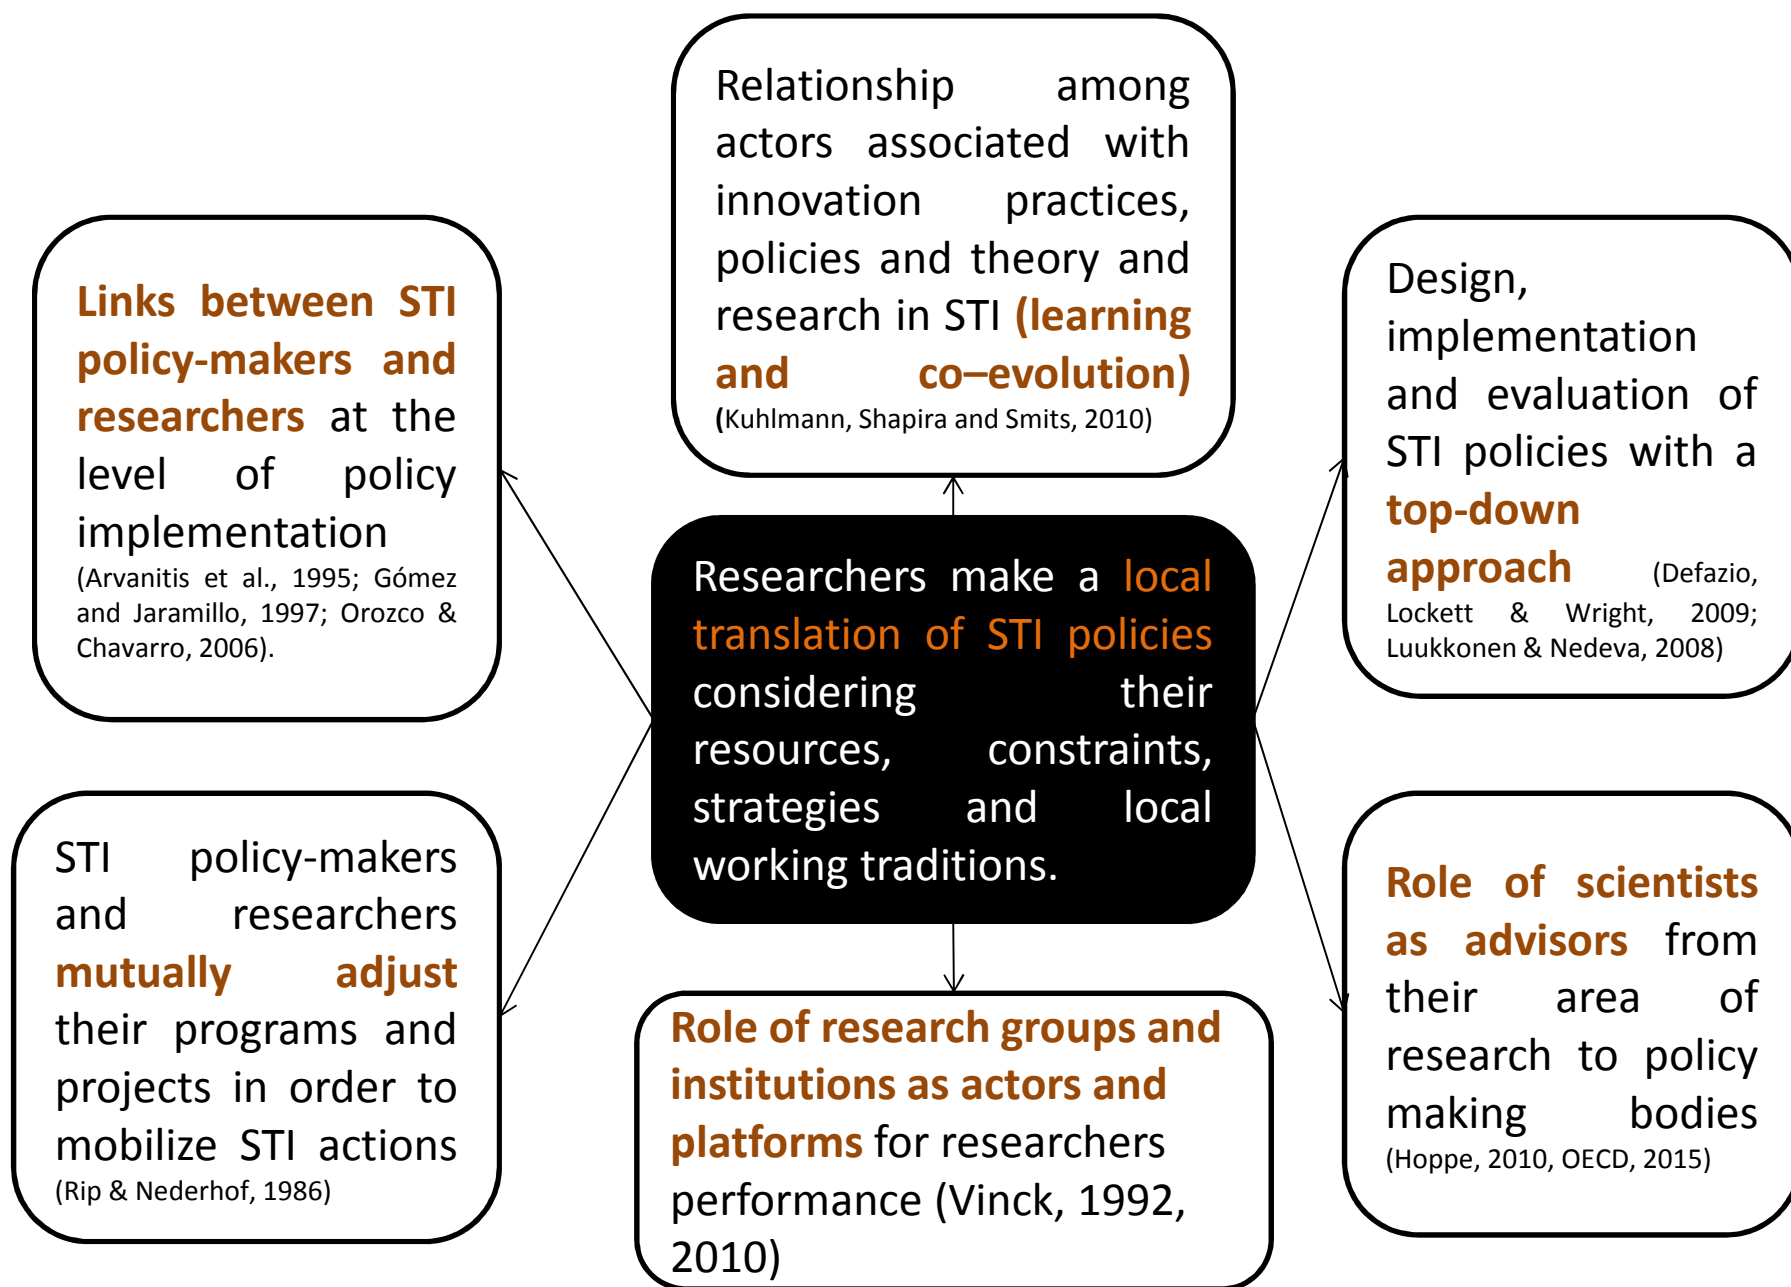 Relationship among
actors associated with
innovation practices,
policies and theory and
research in STI (learning
and co–evolution)
(Kuhlmann, Shapira and Smits, 2010)
Links between STI
policy-makers and
researchers at the
level of policy
implementation
(Arvanitis et al., 1995; Gómez
and Jaramillo, 1997; Orozco &
Chavarro, 2006).
Design,
implementation
and evaluation of
STI policies with a
top-down
approach (Defazio,
Lockett & Wright, 2009;
Luukkonen & Nedeva, 2008)
Researchers make a local
translation of STI policies
considering their
resources, constraints,
strategies and local
working traditions.
STI policy-makers
and researchers
mutually adjust
their programs and
projects in order to
mobilize STI actions
(Rip & Nederhof, 1986)
Role of research groups and
institutions as actors and
platforms for researchers
performance (Vinck, 1992,
2010)
Role of scientists
as advisors from
their area of
research to policy
making bodies
(Hoppe, 2010, OECD, 2015)